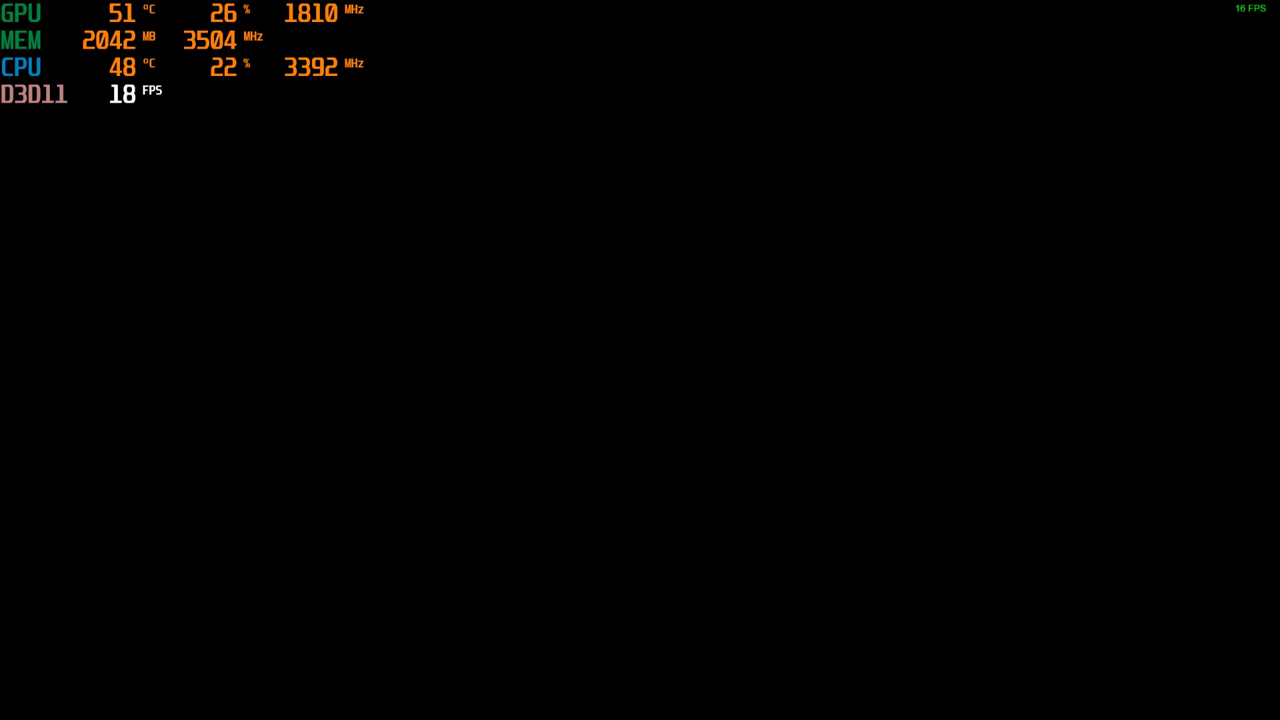 GPU 51 °C 26 % 1810 MHz
16 FPS
MEM 2042 MB 3504 MHz
CPU 48 °C 22 % 3392 MHz
D3D11 18 FPS